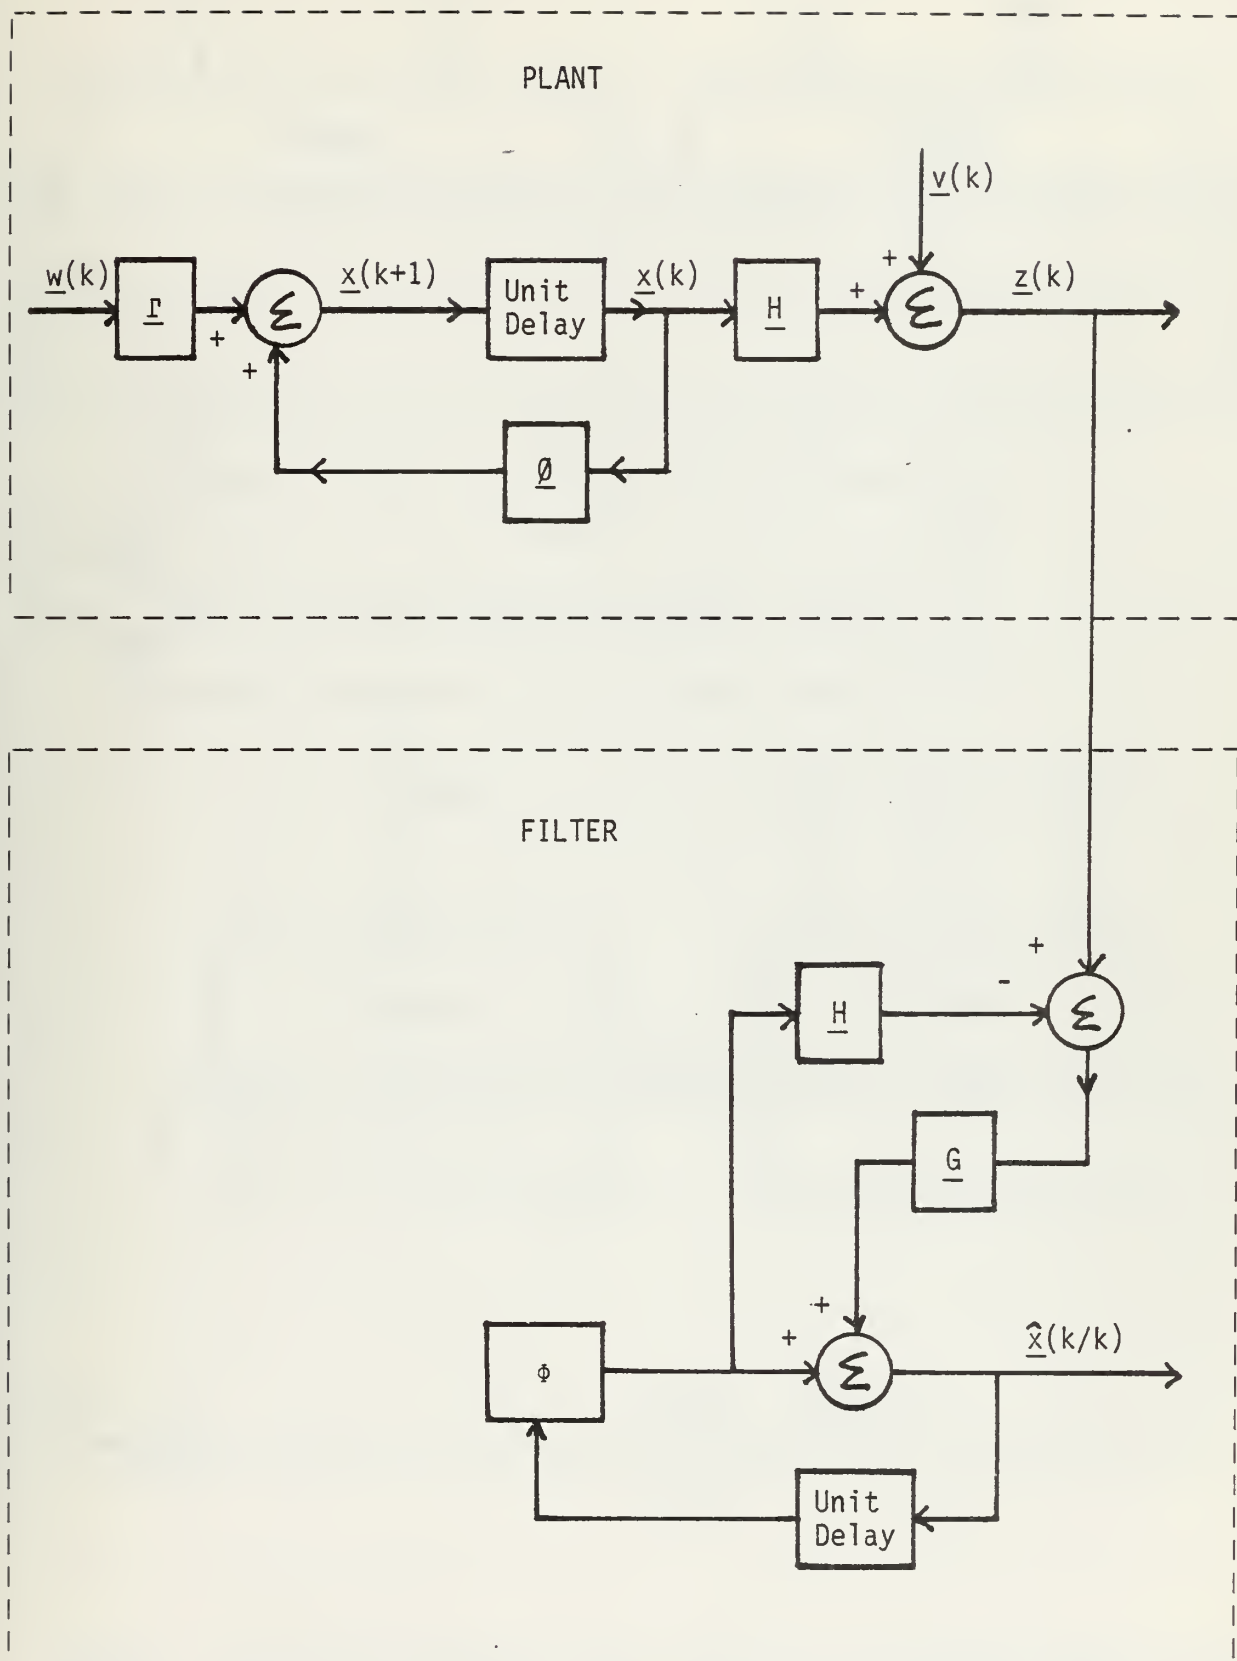 PLANT
v(k)
w(k)
Γ
+
Σ
+
x(k+1)
Unit
Delay
x(k)
H
+
+
Σ
z(k)
Ø
FILTER
+
-
H
Σ
G
+
+
Φ
Σ
x̂(k/k)
Unit
Delay